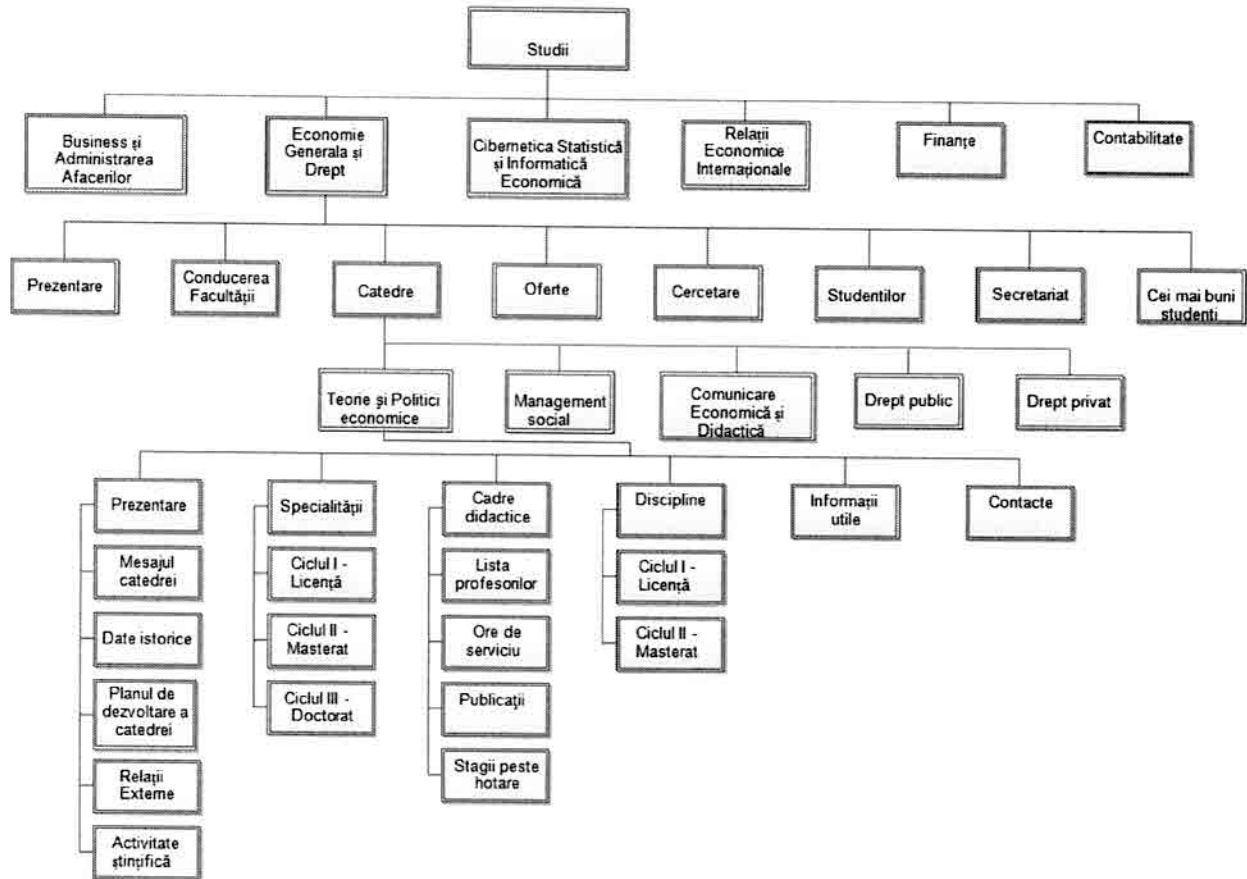 Studii
Business și
Administrarea
Afacerilor
Economie
Generala și
Drept
Cibernetica Statistică
și Informatică
Economică
Relații
Economice
Internaționale
Finanțe
Contabilitate
Prezentare
Conducerea
Facultății
Catedre
Oferte
Cercetare
Studentilor
Secretariat
Cei mai buni
studenti
Teorie și Politici
economice
Management
social
Comunicare
Economică și
Didactică
Drept public
Drept privat
Prezentare
Mesajul
catedrei
Date istorice
Planul de
dezvoltare a
catedrei
Relații
Externe
Activitate
ștințifică
Specialității
Ciclul I -
Licență
Ciclul II -
Masterat
Ciclul III -
Doctorat
Cadre
didactice
Lista
profesorilor
Ore de
serviciu
Publicații
Stagii peste
hotare
Discipline
Ciclul I -
Licență
Ciclul II -
Masterat
Informații
utile
Contacte